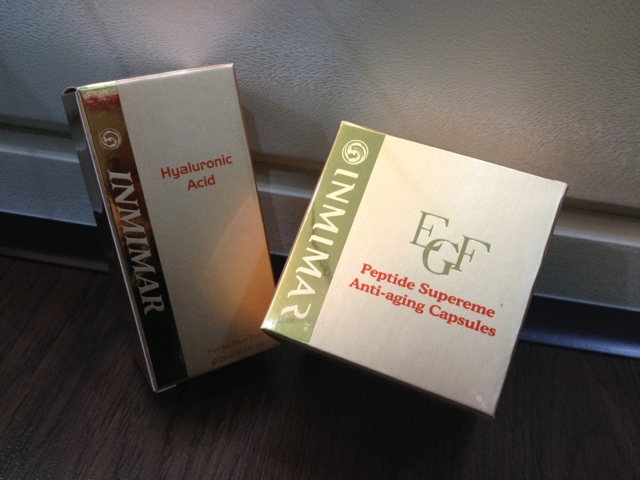 INMIMAR
Hyaluronic
Acid
INMIMAR
EGF
Peptide Supereme
Anti-aging Capsules